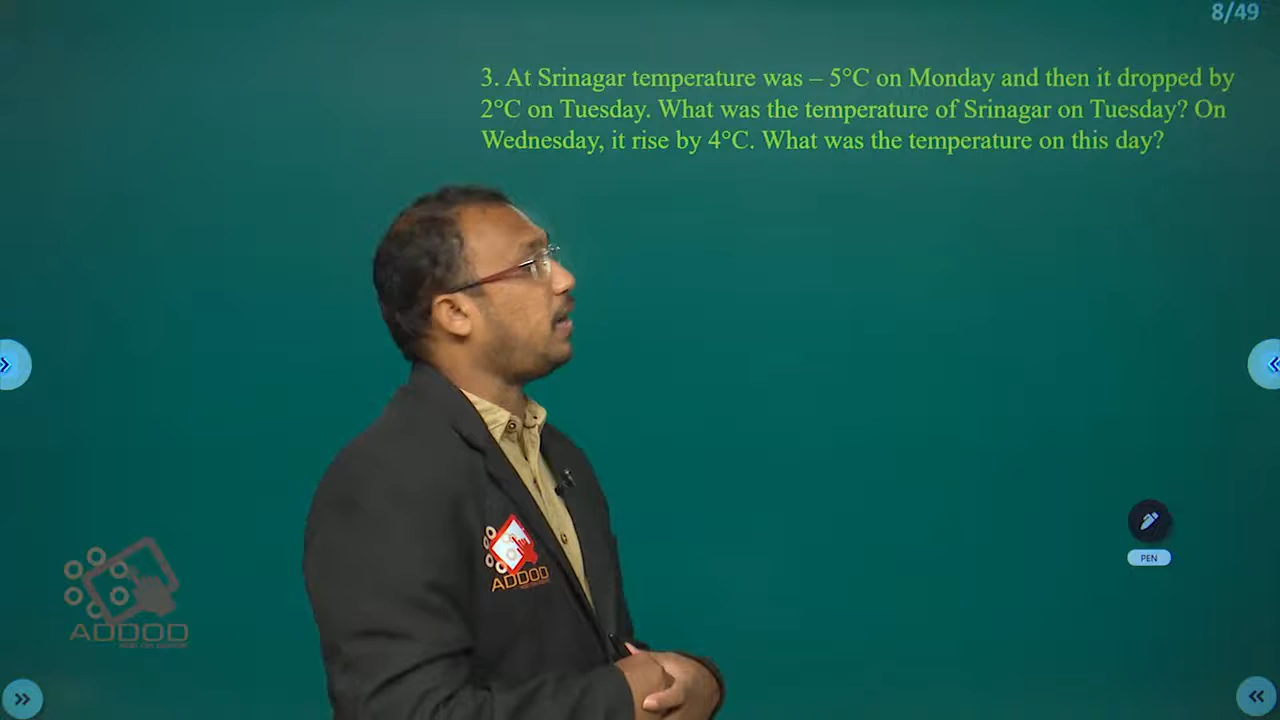 8/49
3. At Srinagar temperature was – 5°C on Monday and then it dropped by
2°C on Tuesday. What was the temperature of Srinagar on Tuesday? On
Wednesday, it rise by 4°C. What was the temperature on this day?
ADDOD
PEN
ADDOD